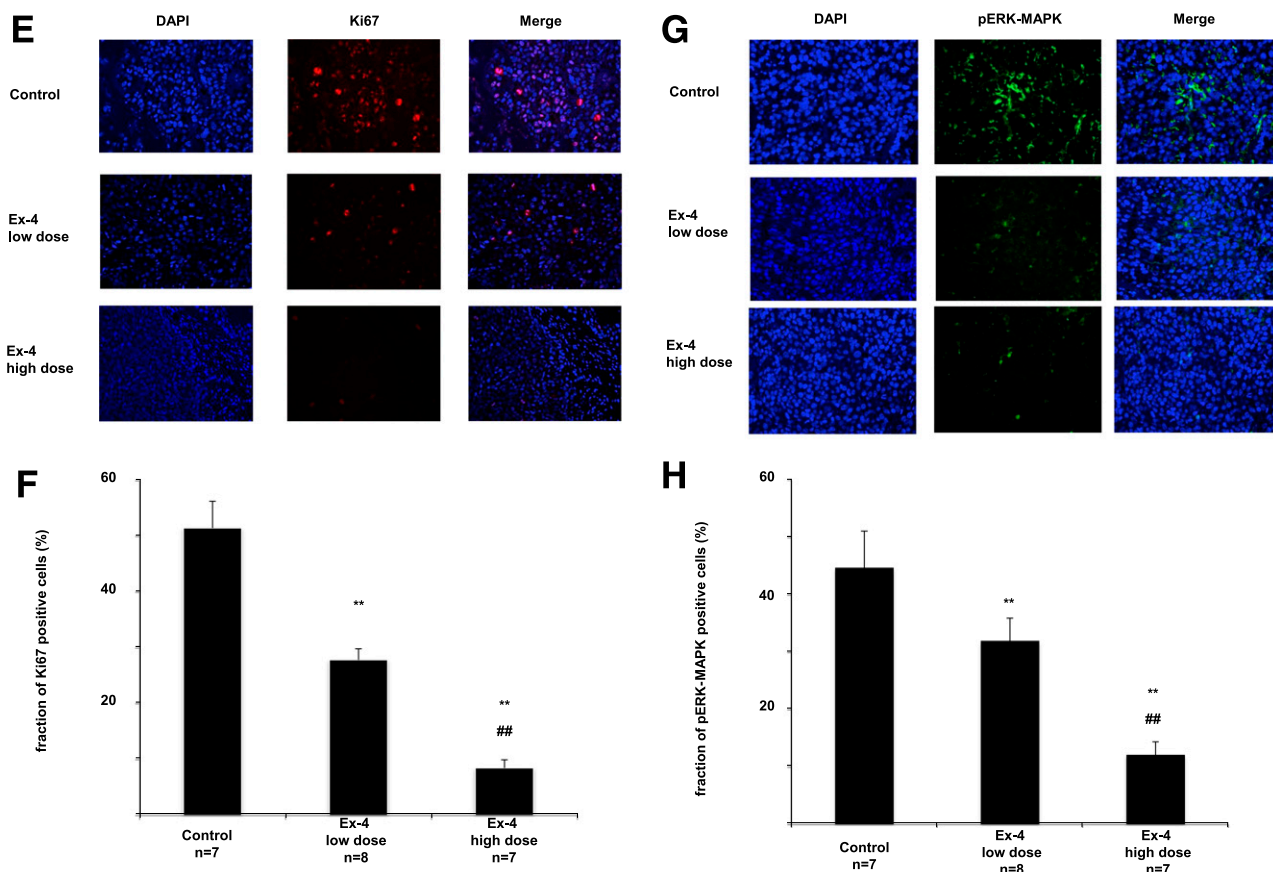 E
DAPI
Ki67
Merge
Control
Ex-4
low dose
Ex-4
high dose
G
DAPI
pERK-MAPK
Merge
Control
Ex-4
low dose
Ex-4
high dose
F
fraction of Ki67 positive cells (%)
60
40
20
**
**
##
Control
n=7
Ex-4
low dose
n=8
Ex-4
high dose
n=7
H
fraction of pERK-MAPK positive cells (%)
60
40
20
**
**
##
Control
n=7
Ex-4
low dose
n=8
Ex-4
high dose
n=7